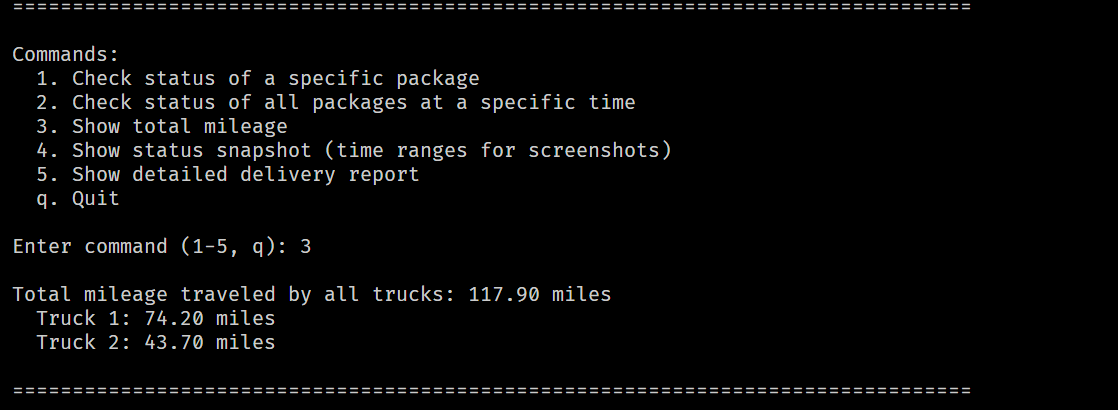 ================================================================================
Commands:
  1. Check status of a specific package
  2. Check status of all packages at a specific time
  3. Show total mileage
  4. Show status snapshot (time ranges for screenshots)
  5. Show detailed delivery report
  q. Quit
Enter command (1-5, q): 3
Total mileage traveled by all trucks: 117.90 miles
  Truck 1: 74.20 miles
  Truck 2: 43.70 miles
================================================================================